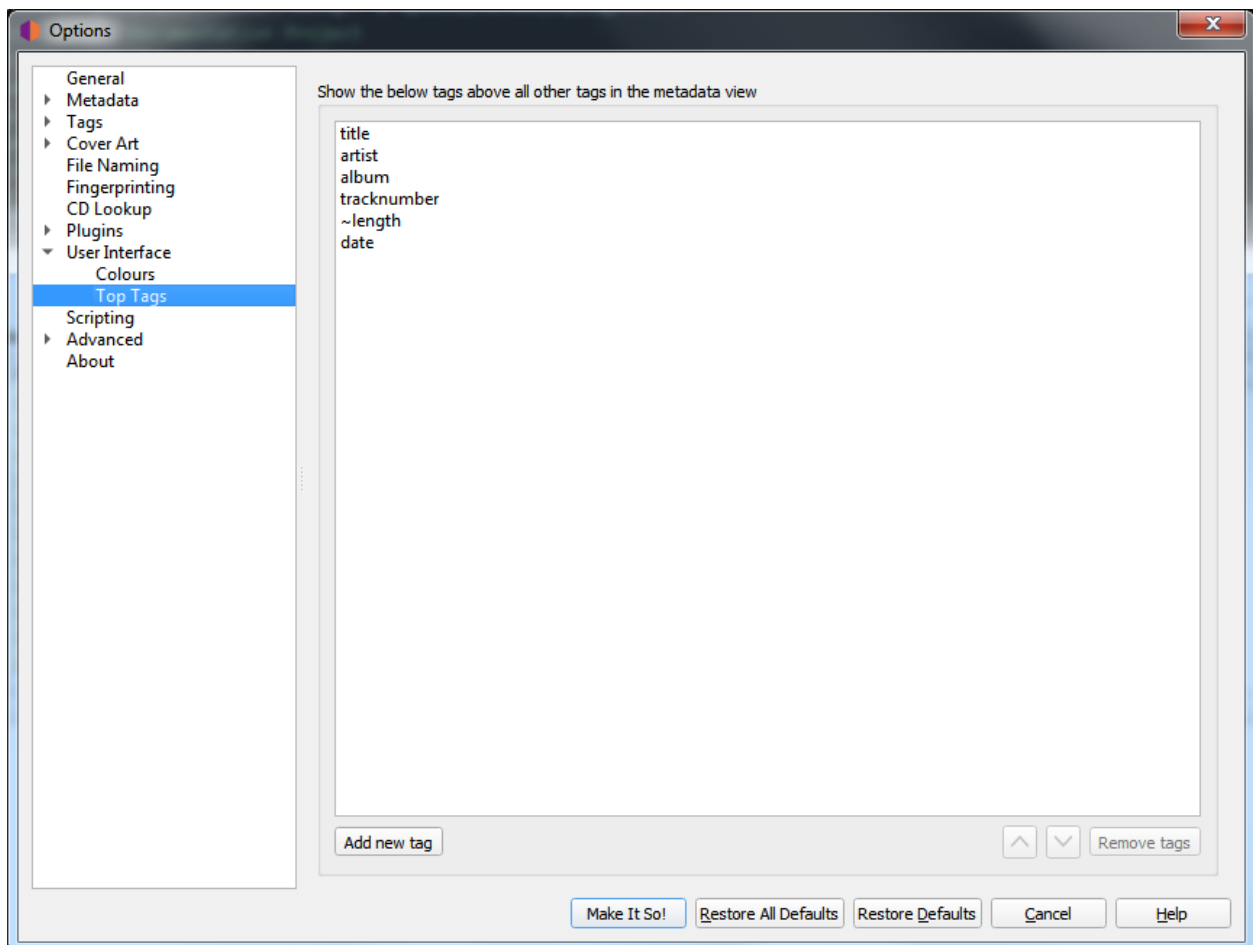 Options
General
Metadata
Tags
Cover Art
File Naming
Fingerprinting
CD Lookup
Plugins
User Interface
Colours
Top Tags
Scripting
Advanced
About
Show the below tags above all other tags in the metadata view
title
artist
album
tracknumber
~length
date
Add new tag
Remove tags
Make It So!
Restore All Defaults
Restore Defaults
Cancel
Help